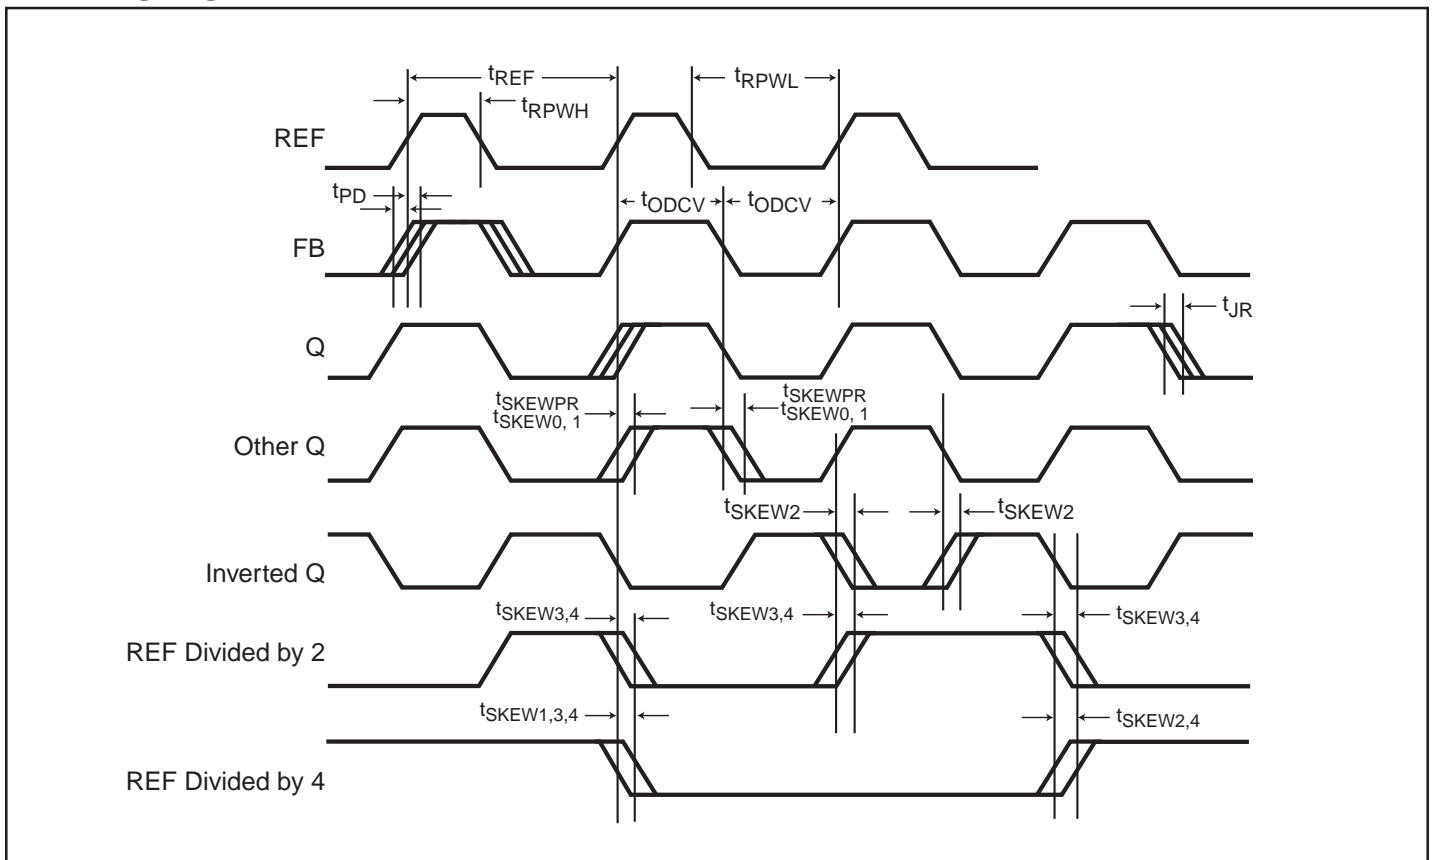 tREF
tRPWL
tRPWH
REF
tPD
tODCV
tODCV
FB
tJR
Q
tSKEWPR
tSKEW0, 1
tSKEWPR
tSKEW0, 1
Other Q
tSKEW2
tSKEW2
Inverted Q
tSKEW3,4
tSKEW3,4
tSKEW3,4
REF Divided by 2
tSKEW1,3,4
tSKEW2,4
REF Divided by 4